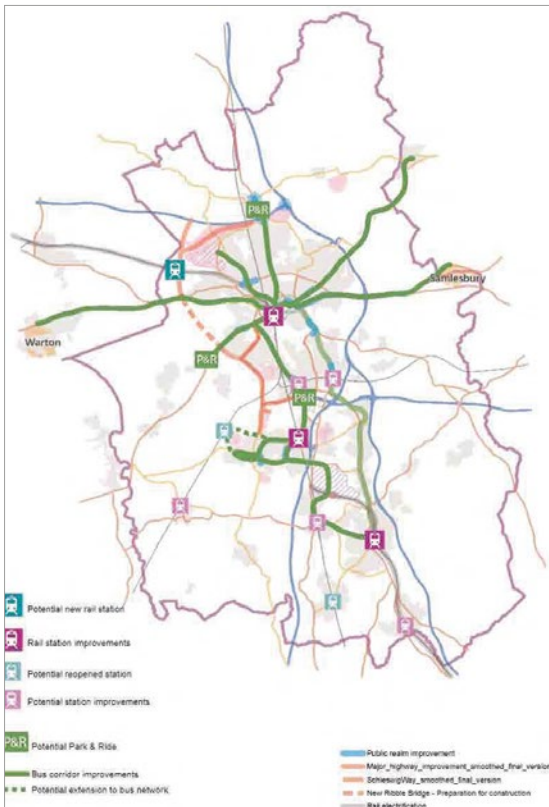 P&R
Samlesbury
Warton
P&R
P&R
Potential new rail station
Rail station improvements
Potential reopened station
Potential station improvements
P&R Potential Park & Ride
Bus corridor improvements
Potential extension to bus network
Public realm improvement
Major_highway_improvement_smoothed_final_version
SchleswigWay_smoothed_final_version
New Ribble Bridge - Preparation for construction
Rail electrification